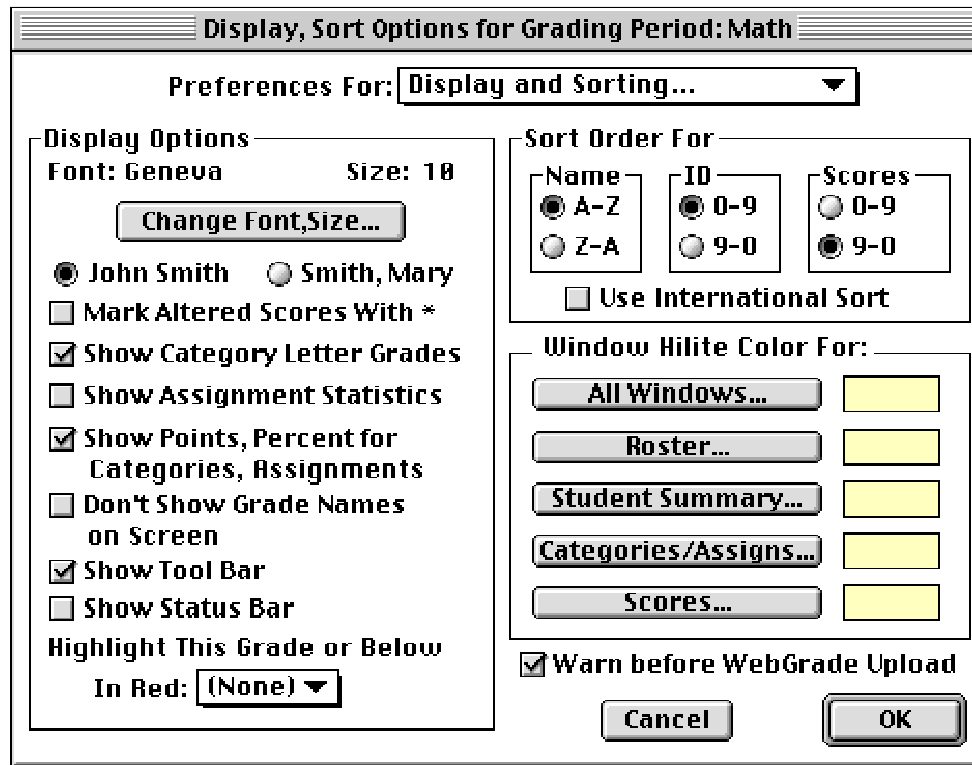 Display, Sort Options for Grading Period: Math
Preferences For: Display and Sorting...
Display Options
Font: Geneva Size: 10
Change Font,Size...
John Smith Smith, Mary
Mark Altered Scores With *
Show Category Letter Grades
Show Assignment Statistics
Show Points, Percent for
Categories, Assignments
Don't Show Grade Names
on Screen
Show Tool Bar
Show Status Bar
Highlight This Grade or Below
In Red: (None)
Sort Order For
Name ID Scores
A-Z 0-9 0-9
Z-A 9-0 9-0
Use International Sort
Window Hilite Color For:
All Windows...
Roster...
Student Summary...
Categories/Assigns...
Scores...
Warn before WebGrade Upload
Cancel OK